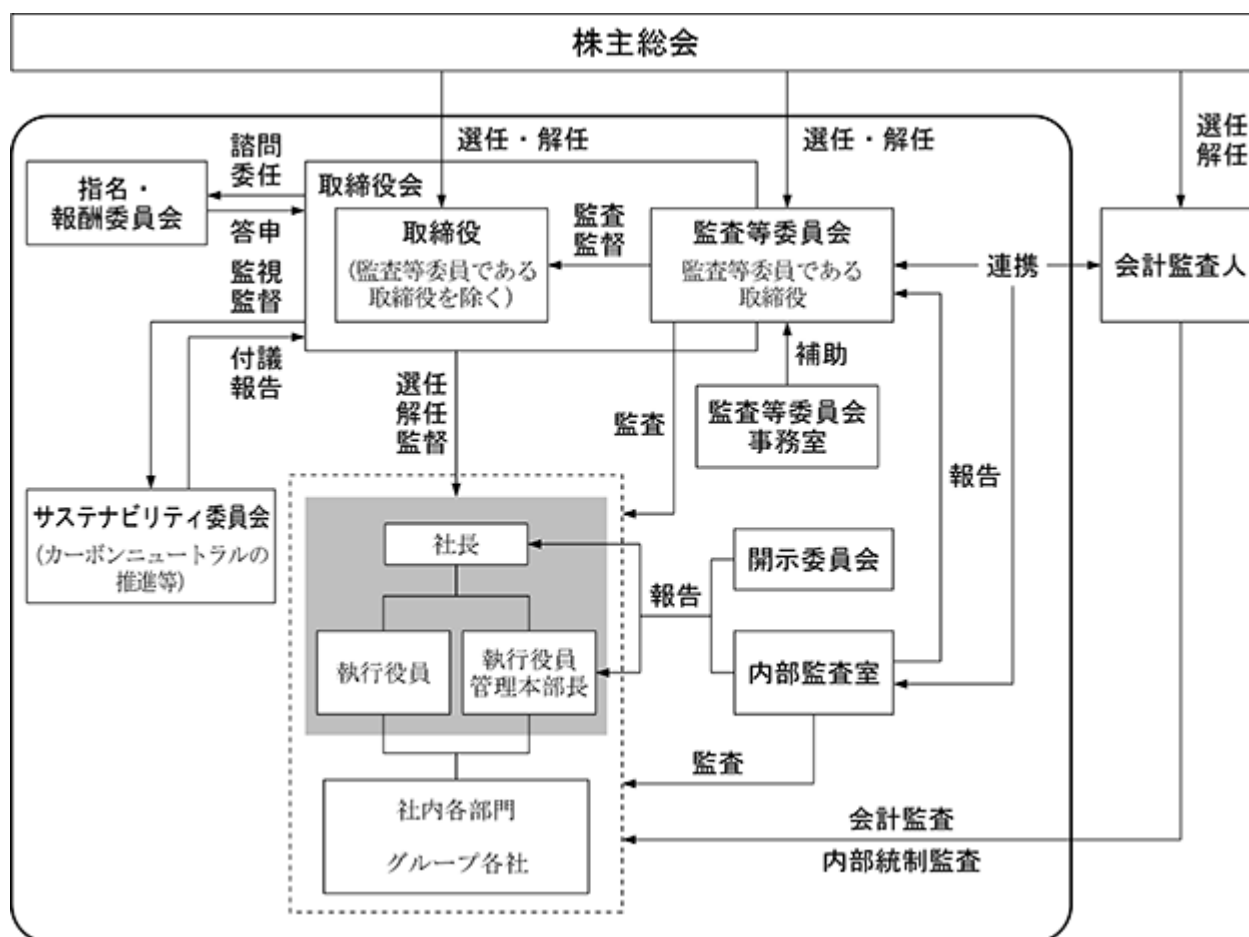 株主総会
選任・解任
選任・解任
選任
解任
諮問
委任
指名・
報酬委員会
答申
取締役会
取締役
(監査等委員である
取締役を除く)
監査
監督
監査等委員会
監査等委員である
取締役
連携
会計監査人
監視
監督
付議
報告
選任
解任
監督
監査
補助
監査等委員会
事務室
報告
サステナビリティ委員会
(カーボンニュートラルの
推進等)
社長
執行役員
執行役員
管理本部長
報告
開示委員会
内部監査室
監査
社内各部門
グループ各社
会計監査
内部統制監査